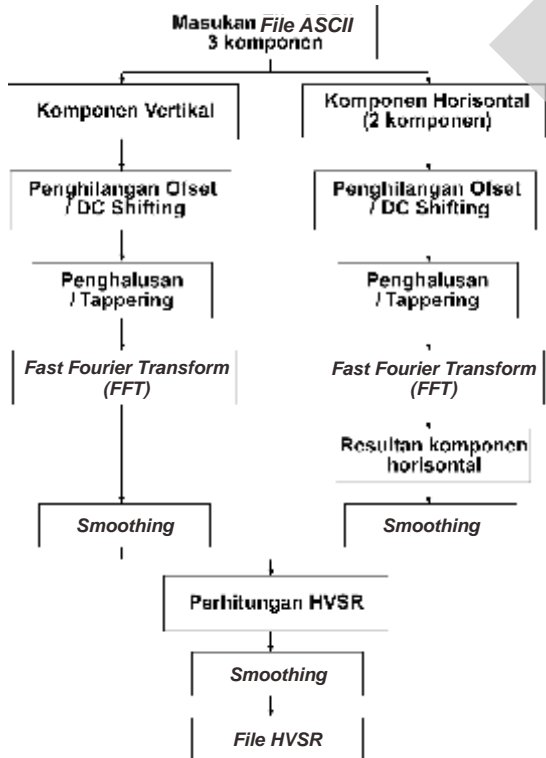 Masukan File ASCII
3 komponen
Komponen Vertikal
Komponen Horisontal
(2 komponen)
Penghilangan Ofset
/ DC Shifting
Penghilangan Ofset
/ DC Shifting
Penghalusan
/ Tappering
Penghalusan
/ Tappering
Fast Fourier Transform
(FFT)
Fast Fourier Transform
(FFT)
Resultan komponen
horisontal
Smoothing
Smoothing
Perhitungan HVSR
Smoothing
File HVSR